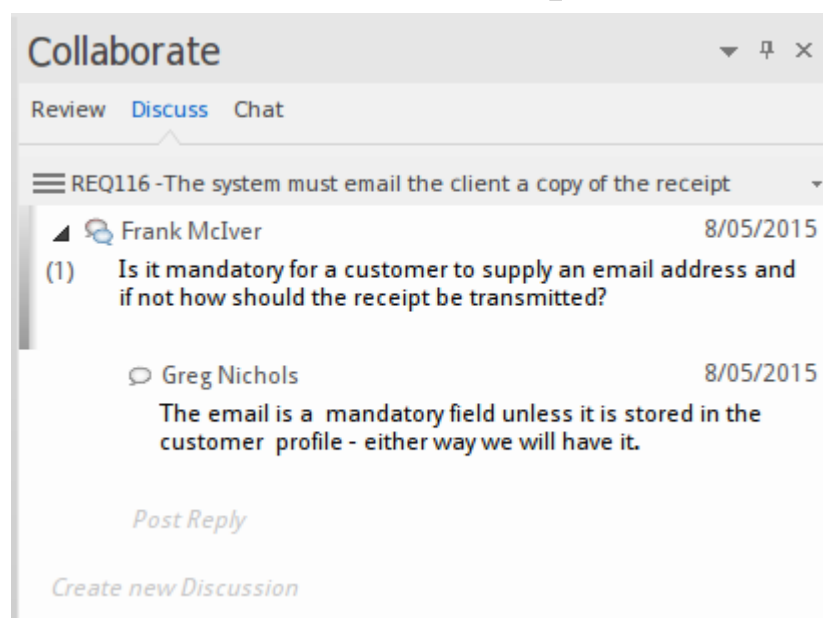 Collaborate
Review Discuss Chat
REQ116 -The system must email the client a copy of the receipt
Frank McIver 8/05/2015
(1) Is it mandatory for a customer to supply an email address and
if not how should the receipt be transmitted?
Greg Nichols 8/05/2015
The email is a mandatory field unless it is stored in the
customer profile - either way we will have it.
Post Reply
Create new Discussion